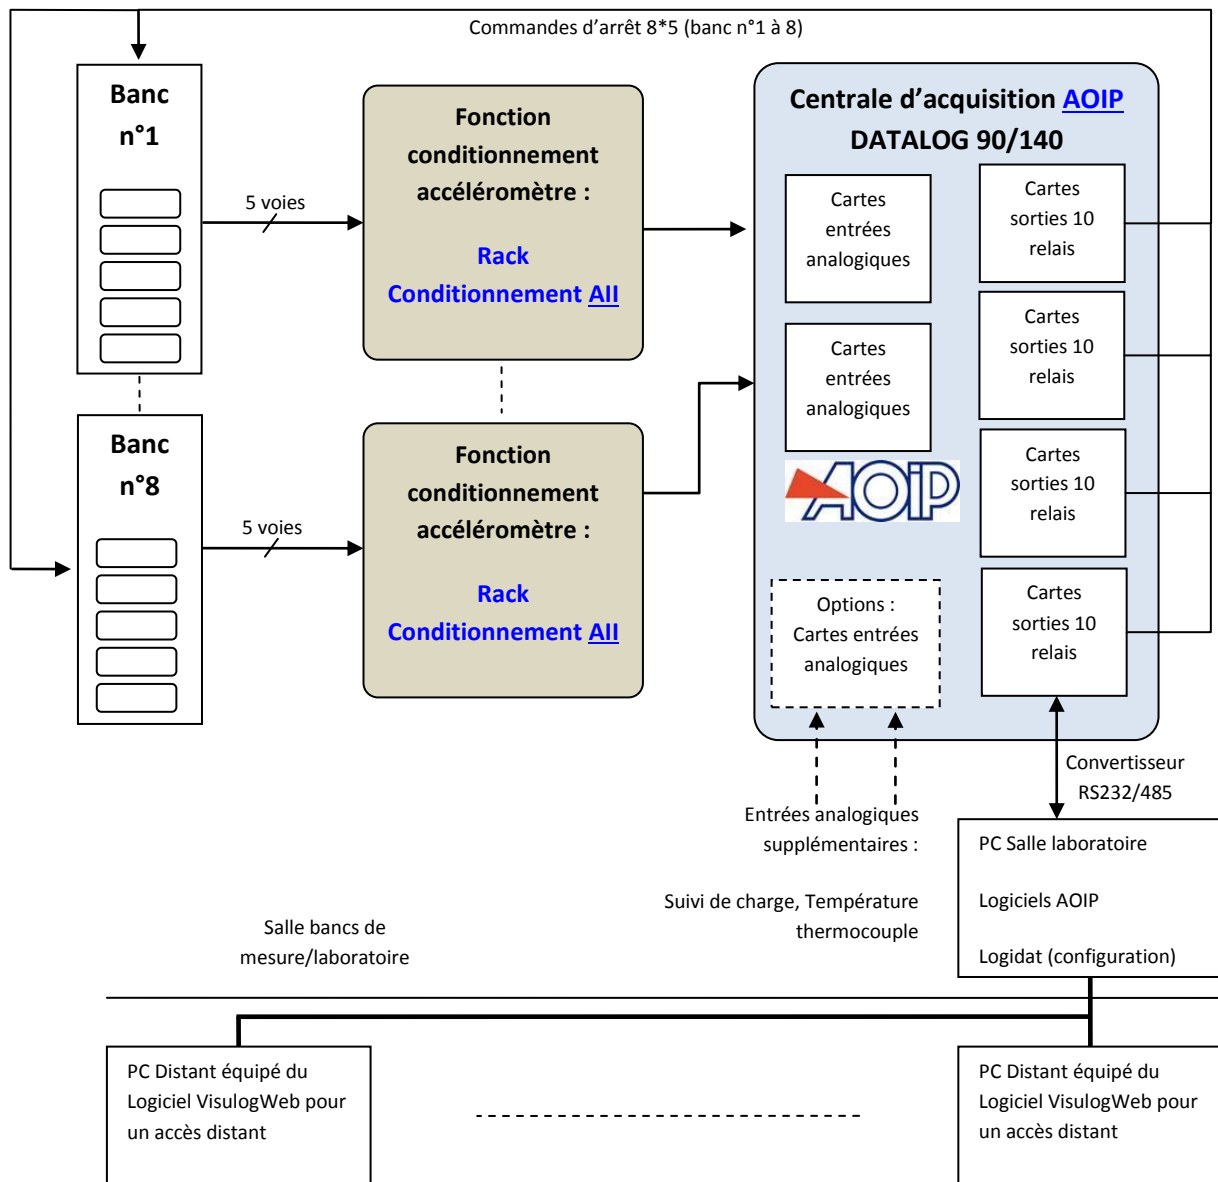 Commandes d’arrêt 8*5 (banc n°1 à 8)
Banc
n°1
5 voies
Fonction
conditionnement
accéléromètre :
Rack
Conditionnement AII
Centrale d’acquisition AOIP
DATALOG 90/140
Cartes
entrées
analogiques
Cartes
sorties 10
relais
Cartes
entrées
analogiques
Cartes
sorties 10
relais
Banc
n°8
5 voies
Fonction
conditionnement
accéléromètre :
Rack
Conditionnement AII
AOIP
Cartes
sorties 10
relais
Options :
Cartes entrées
analogiques
Cartes
sorties 10
relais
Convertisseur
RS232/485
Entrées analogiques
supplémentaires :
Suivi de charge, Température
thermocouple
PC Salle laboratoire
Logiciels AOIP
Logidat (configuration)
Salle bancs de
mesure/laboratoire
PC Distant équipé du
Logiciel VisulogWeb pour
un accès distant
PC Distant équipé du
Logiciel VisulogWeb pour
un accès distant